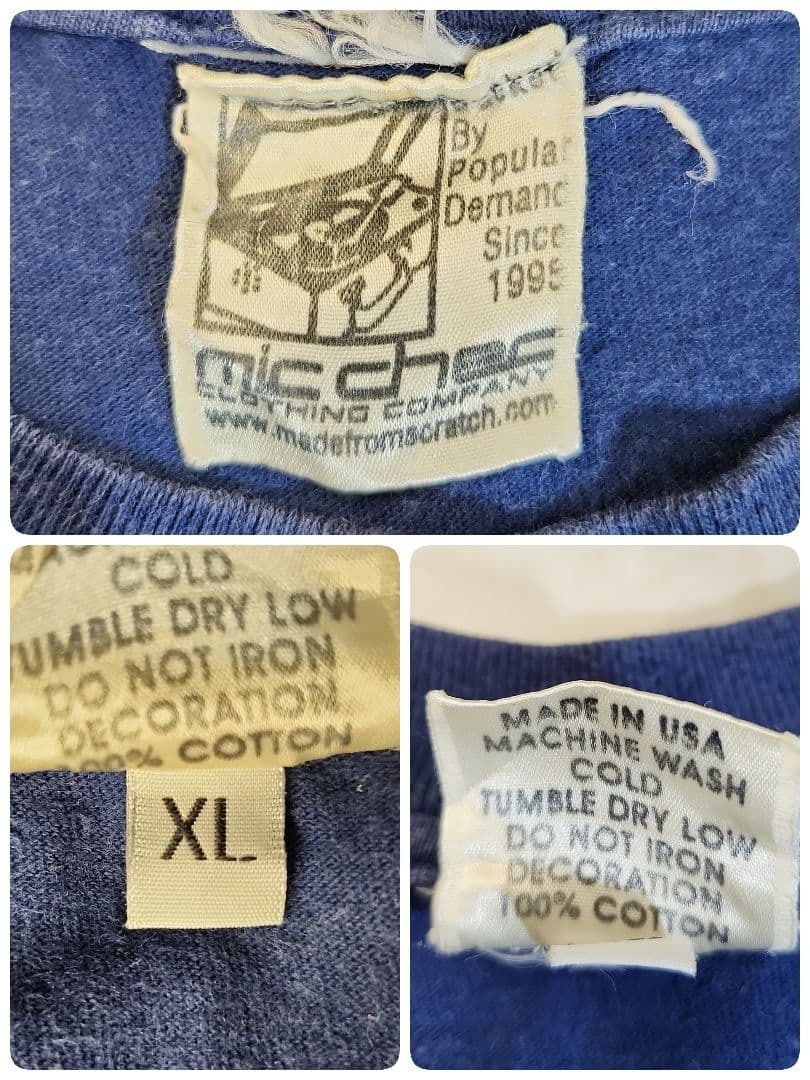 By
Popular
Demand
Since
1995
mic chec
CLOTHING COMPANY
www.madefromscratch.com
COLD
TUMBLE DRY LOW
DO NOT IRON
DECORATION
100% COTTON
XL
MADE IN USA
MACHINE WASH
COLD
TUMBLE DRY LOW
DO NOT IRON
DECORATION
100% COTTON